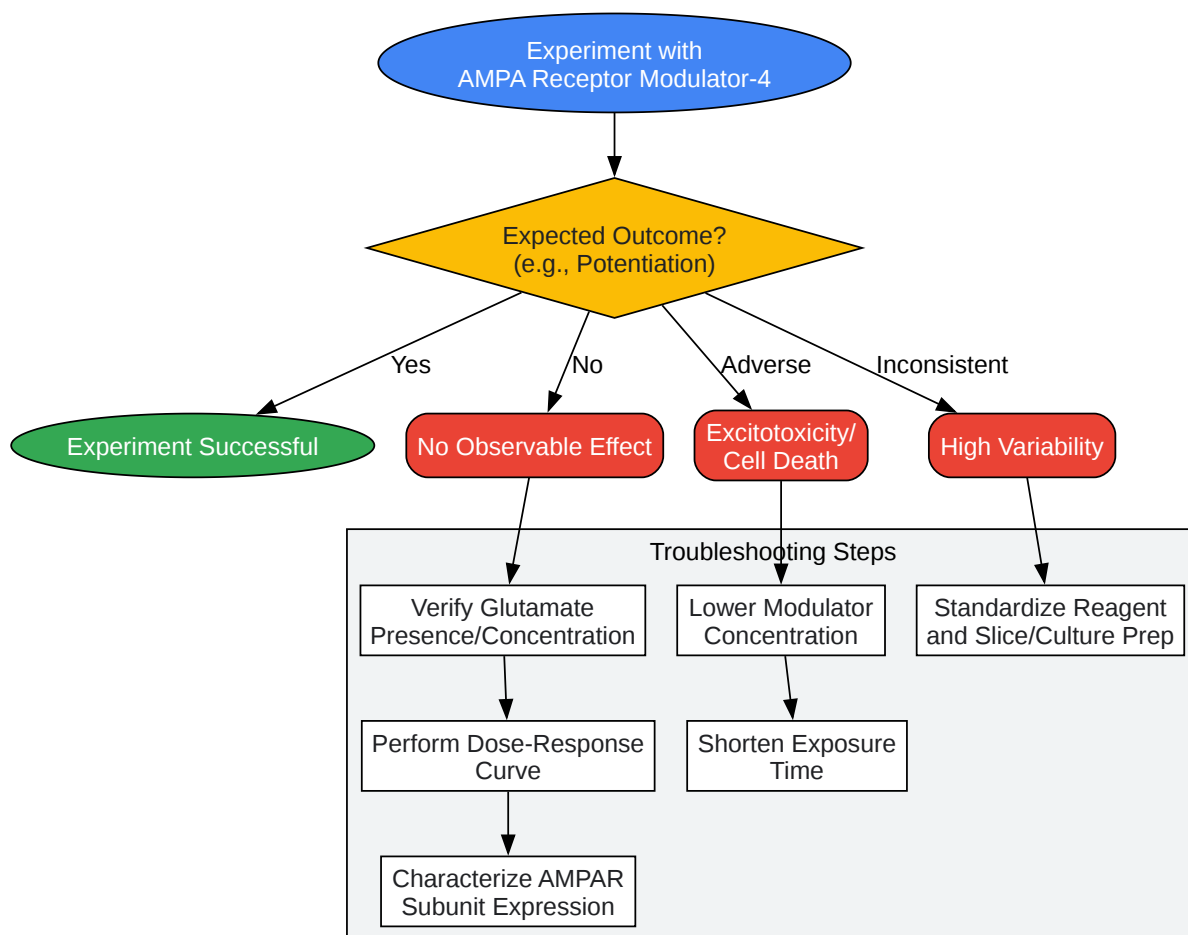 Experiment with
AMPA Receptor Modulator-4
Expected Outcome?
(e.g., Potentiation)
Yes
No
Adverse
Inconsistent
Experiment Successful
No Observable Effect
Excitotoxicity/
Cell Death
High Variability
Troubleshooting Steps
Verify Glutamate
Presence/Concentration
Lower Modulator
Concentration
Standardize Reagent
and Slice/Culture Prep
Perform Dose-Response
Curve
Shorten Exposure
Time
Characterize AMPAR
Subunit Expression